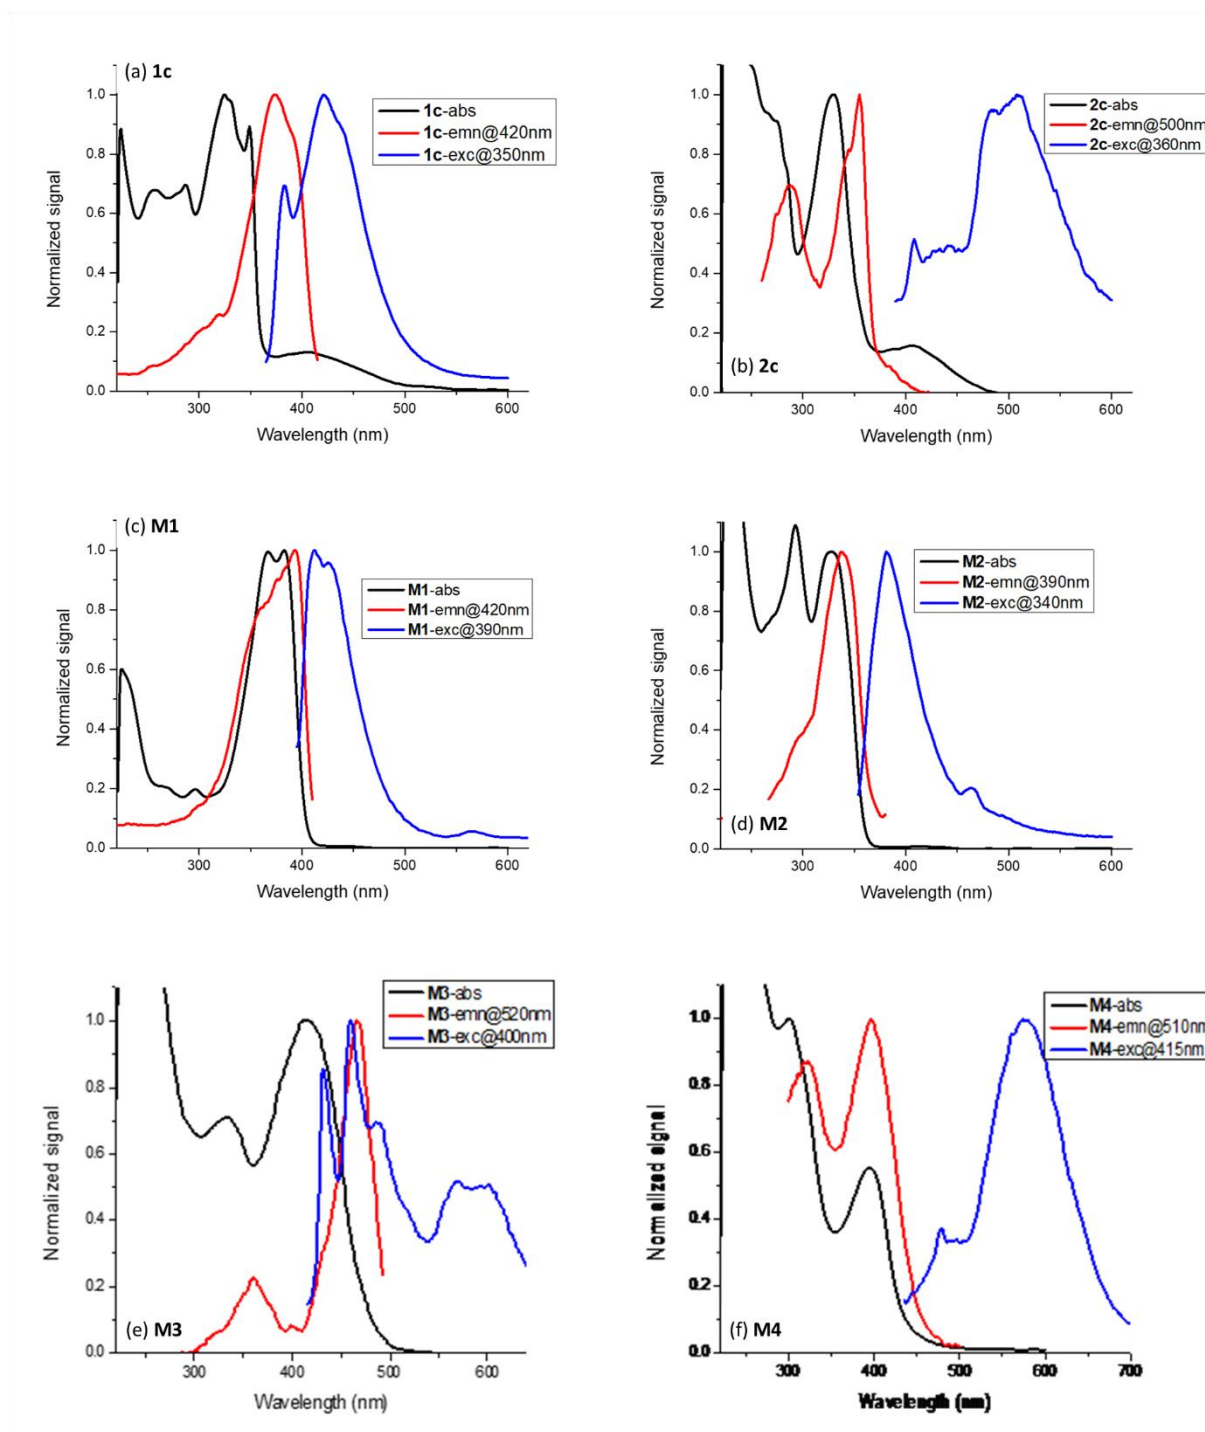 (a) 1c
1c-abs
1c-emn@420nm
1c-exc@350nm
Normalized signal
1.0
0.8
0.6
0.4
0.2
0.0
300 400 500 600
Wavelength (nm)
(b) 2c
2c-abs
2c-emn@500nm
2c-exc@360nm
Normalized signal
1.0
0.8
0.6
0.4
0.2
0.0
300 400 500 600
Wavelength (nm)
(c) M1
M1-abs
M1-emn@420nm
M1-exc@390nm
Normalized signal
1.0
0.8
0.6
0.4
0.2
0.0
300 400 500 600
Wavelength (nm)
(d) M2
M2-abs
M2-emn@390nm
M2-exc@340nm
Normalized signal
1.0
0.8
0.6
0.4
0.2
0.0
300 400 500 600
Wavelength (nm)
(e) M3
M3-abs
M3-emn@520nm
M3-exc@400nm
Normalized signal
1.0
0.8
0.6
0.4
0.2
0.0
300 400 500 600
Wavelength (nm)
(f) M4
M4-abs
M4-emn@510nm
M4-exc@415nm
Normalized signal
1.0
0.8
0.6
0.4
0.2
0.0
300 400 500 600 700
Wavelength (nm)